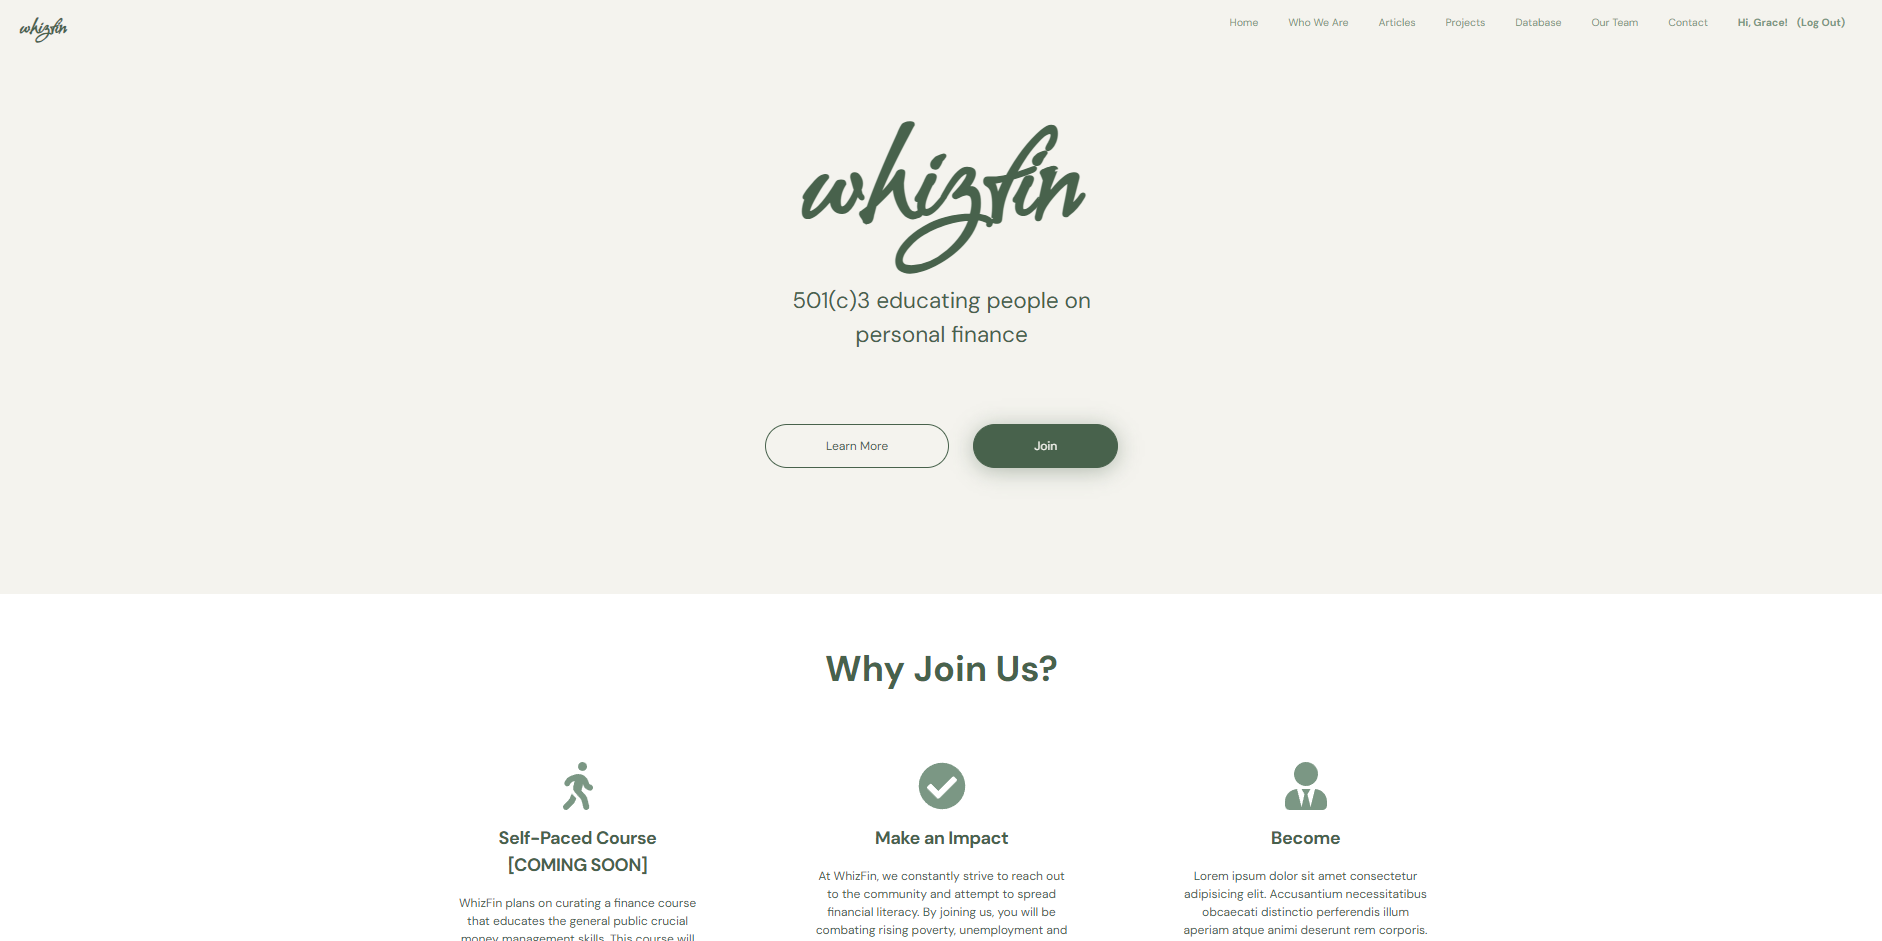 whizfin
Home Who We Are Articles Projects Database Our Team Contact Hi, Grace! (Log Out)
whizfin
501(c)3 educating people on
personal finance
Learn More
Join
Why Join Us?
Self-Paced Course
[COMING SOON]
WhizFin plans on curating a finance course
that educates the general public crucial
money management skills. This course will
Make an Impact
At WhizFin, we constantly strive to reach out
to the community and attempt to spread
financial literacy. By joining us, you will be
combating rising poverty, unemployment and
Become
Lorem ipsum dolor sit amet consectetur
adipisicing elit. Accusantium necessitatibus
obcaecati distinctio perferendis illum
aperiam atque animi deserunt rem corporis.